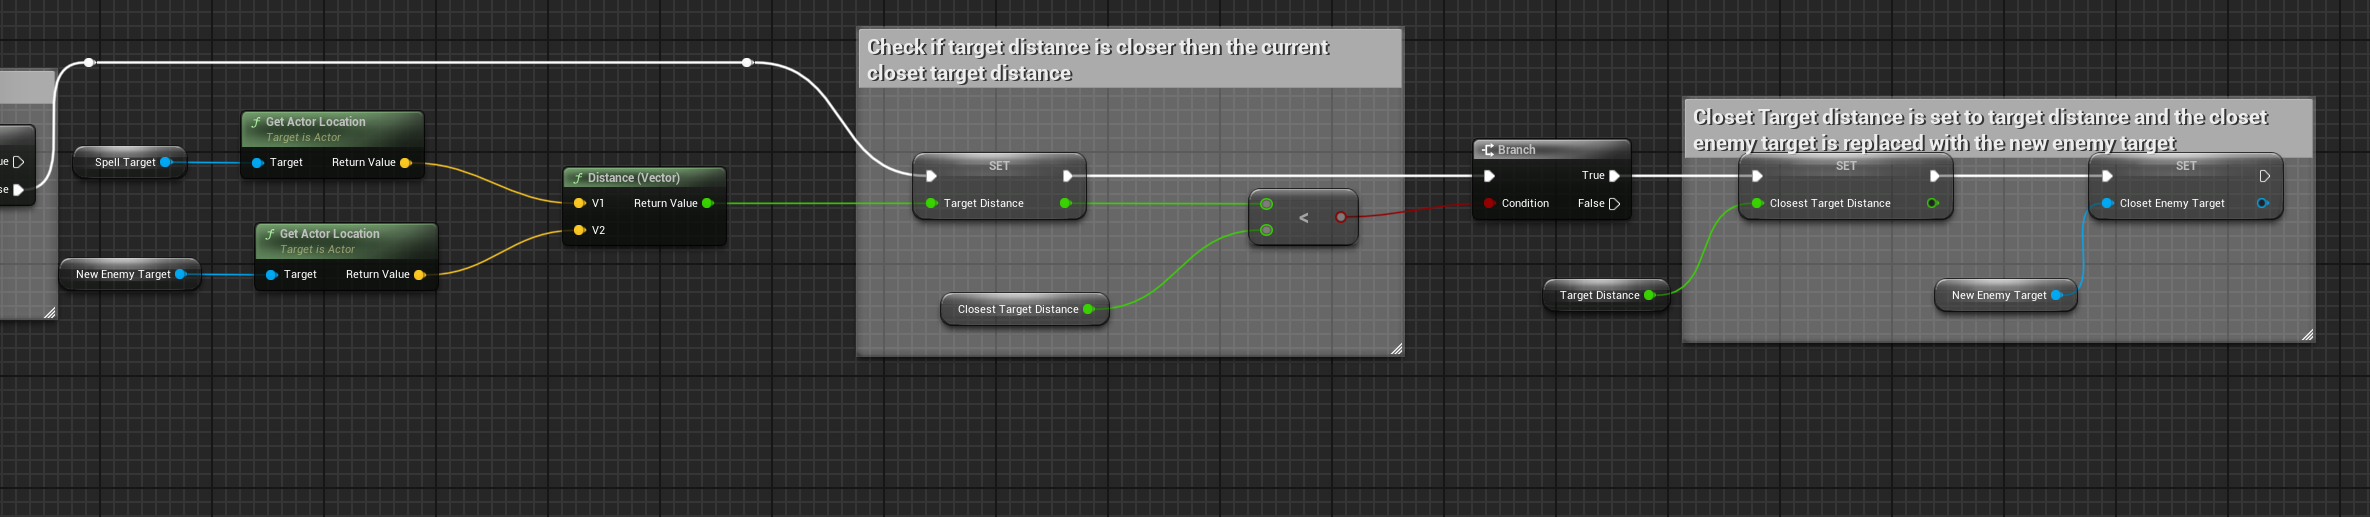 Check if target distance is closer then the current
closet target distance
Closet Target distance is set to target distance and the closet
enemy target is replaced with the new enemy target
Spell Target
f Get Actor Location
Target is Actor
Target
Return Value
New Enemy Target
f Get Actor Location
Target is Actor
Target
Return Value
f Distance (Vector)
V1
Return Value
V2
SET
Target Distance
<
Closest Target Distance
Branch
True
Condition
False
Target Distance
SET
Closest Target Distance
SET
Closet Enemy Target
New Enemy Target